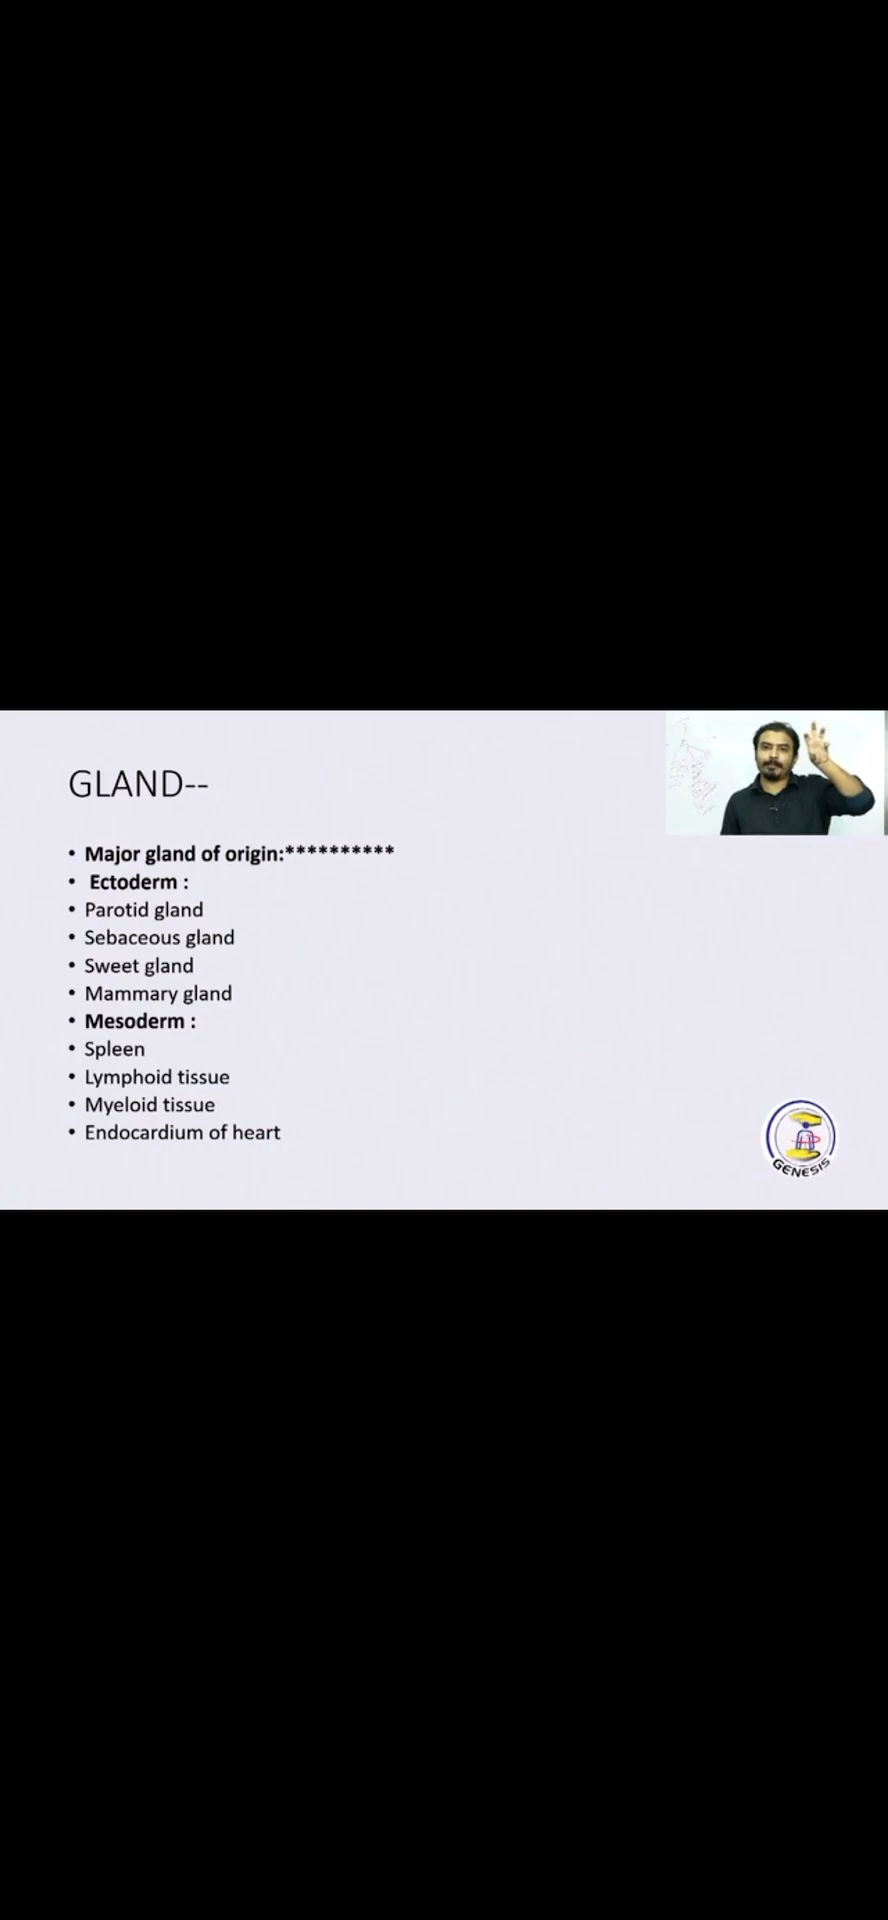 GLAND--
• Major gland of origin:**********
• Ectoderm :
• Parotid gland
• Sebaceous gland
• Sweet gland
• Mammary gland
• Mesoderm :
• Spleen
• Lymphoid tissue
• Myeloid tissue
• Endocardium of heart
GENESIS